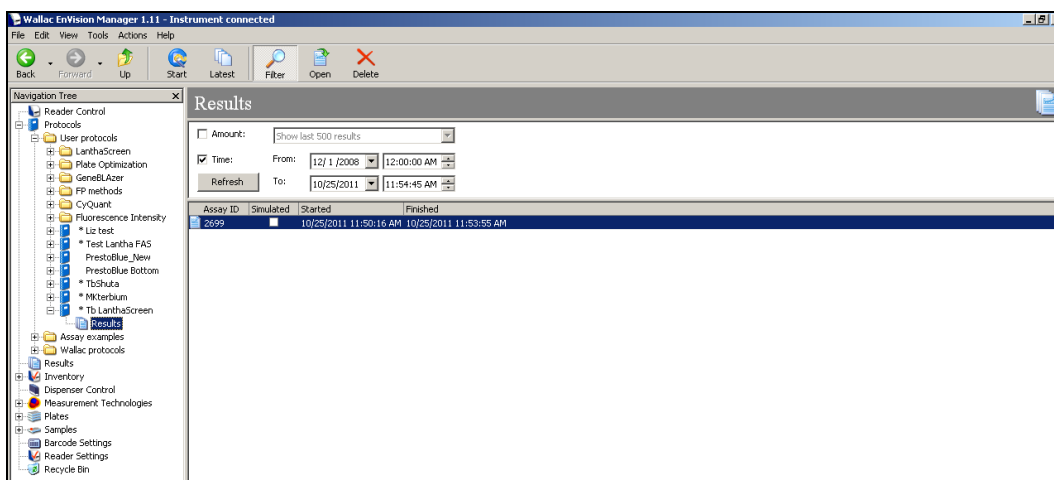 Wallac EnVision Manager 1.11 - Instrument connected
File Edit View Tools Actions Help
Back Forward Up Start Latest Filter Open Delete
Navigation Tree
Reader Control
Protocols
User protocols
LanthaScreen
Plate Optimization
GeneBLAzer
FP methods
CyQuant
Fluorescence Intensity
* Liz test
* Test Lantha FAS
PrestoBlue_New
PrestoBlue Bottom
* TbShuta
* MKterbium
* Tb LanthaScreen
Results
Assay examples
Wallac protocols
Results
Inventory
Dispenser Control
Measurement Technologies
Plates
Samples
Barcode Settings
Reader Settings
Recycle Bin
Results
Amount: Show last 500 results
Time: From: 12/ 1 /2008 12:00:00 AM
Refresh To: 10/25/2011 11:54:45 AM
Assay ID Simulated Started Finished
2699 10/25/2011 11:50:16 AM 10/25/2011 11:53:55 AM